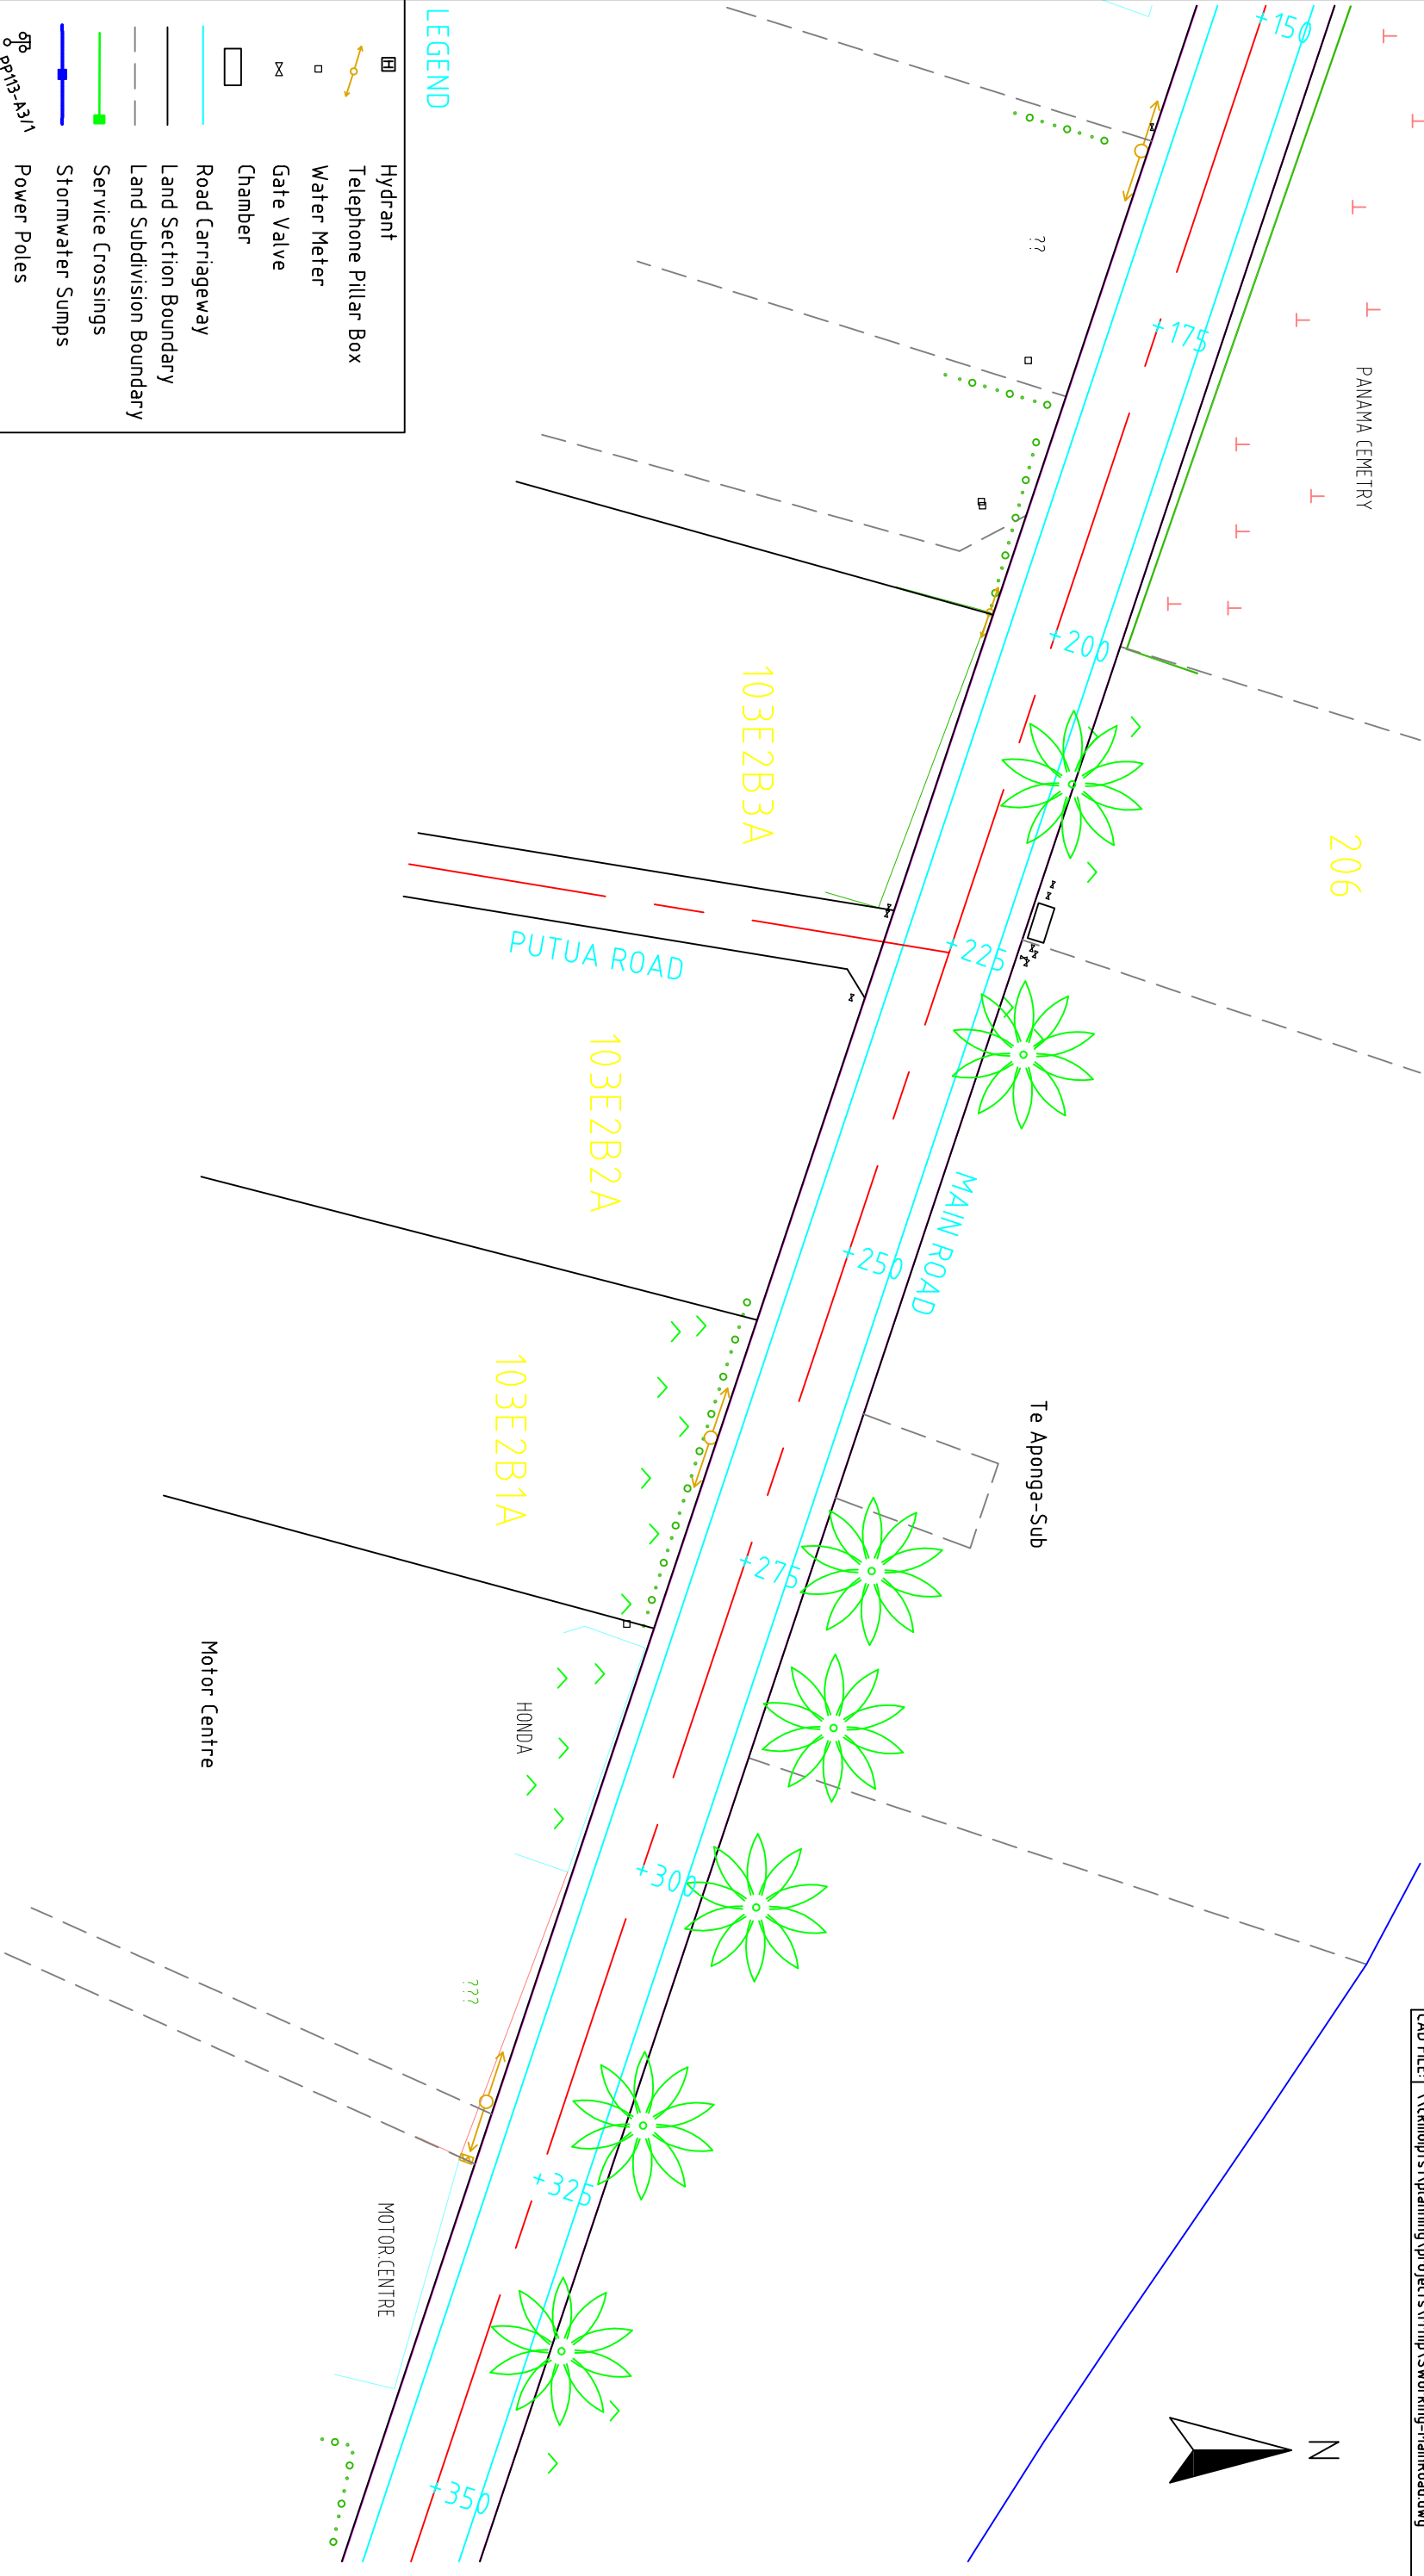 LEGEND
H Hydrant
Telephone Pillar Box
Water Meter
Gate Valve
Chamber
Road Carriageway
Land Section Boundary
Land Subdivision Boundary
Service Crossings
Stormwater Sumps
PP113-A3/1 Power Poles
+150
+175
+200
+225
+250
+275
+300
+325
+350
PANAMA CEMETRY
??
206
103E2B3A
PUTUA ROAD
103E2B2A
MAIN ROAD
103E2B1A
Te Aponga-Sub
Motor Centre
HONDA
???
MOTOR.CENTRE
N
CAD FILE: